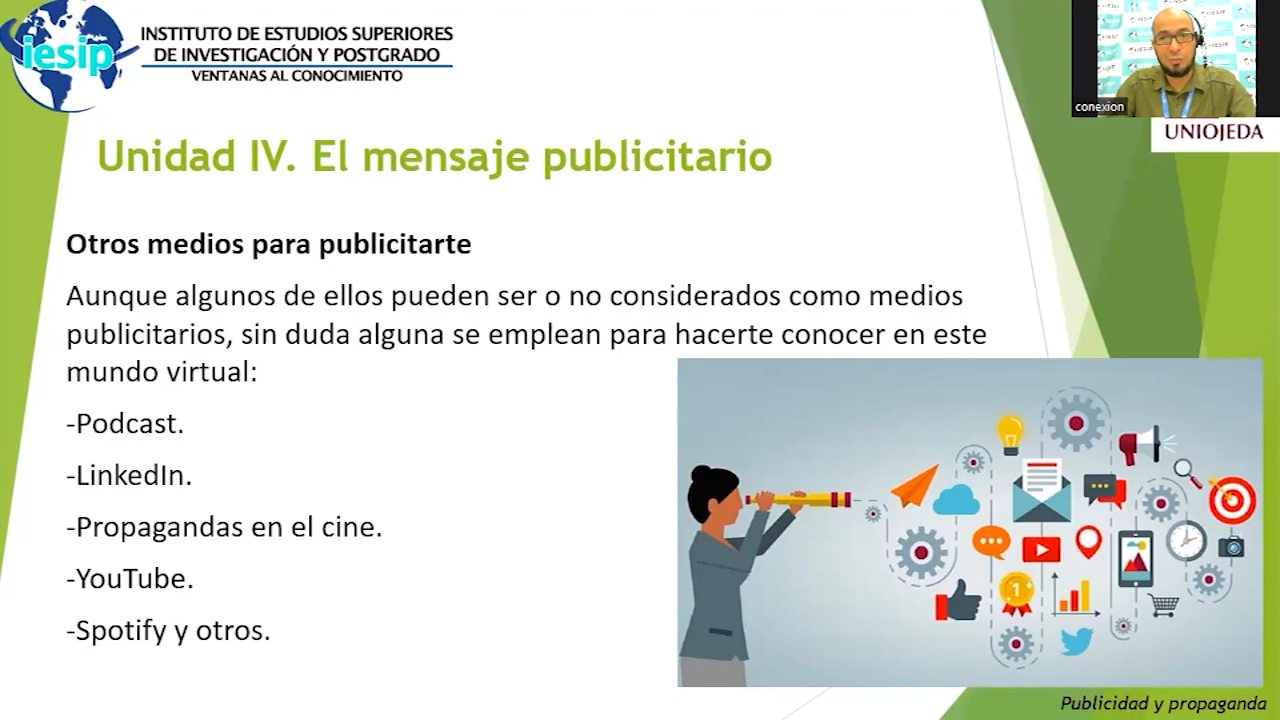 iesip
INSTITUTO DE ESTUDIOS SUPERIORES
DE INVESTIGACIÓN Y POSTGRADO
VENTANAS AL CONOCIMIENTO
conexion
UNIOJEDA
Unidad IV. El mensaje publicitario
Otros medios para publicitarte
Aunque algunos de ellos pueden ser o no considerados como medios
publicitarios, sin duda alguna se emplean para hacerte conocer en este
mundo virtual:
-Podcast.
-LinkedIn.
-Propagandas en el cine.
-YouTube.
-Spotify y otros.
1
Publicidad y propaganda